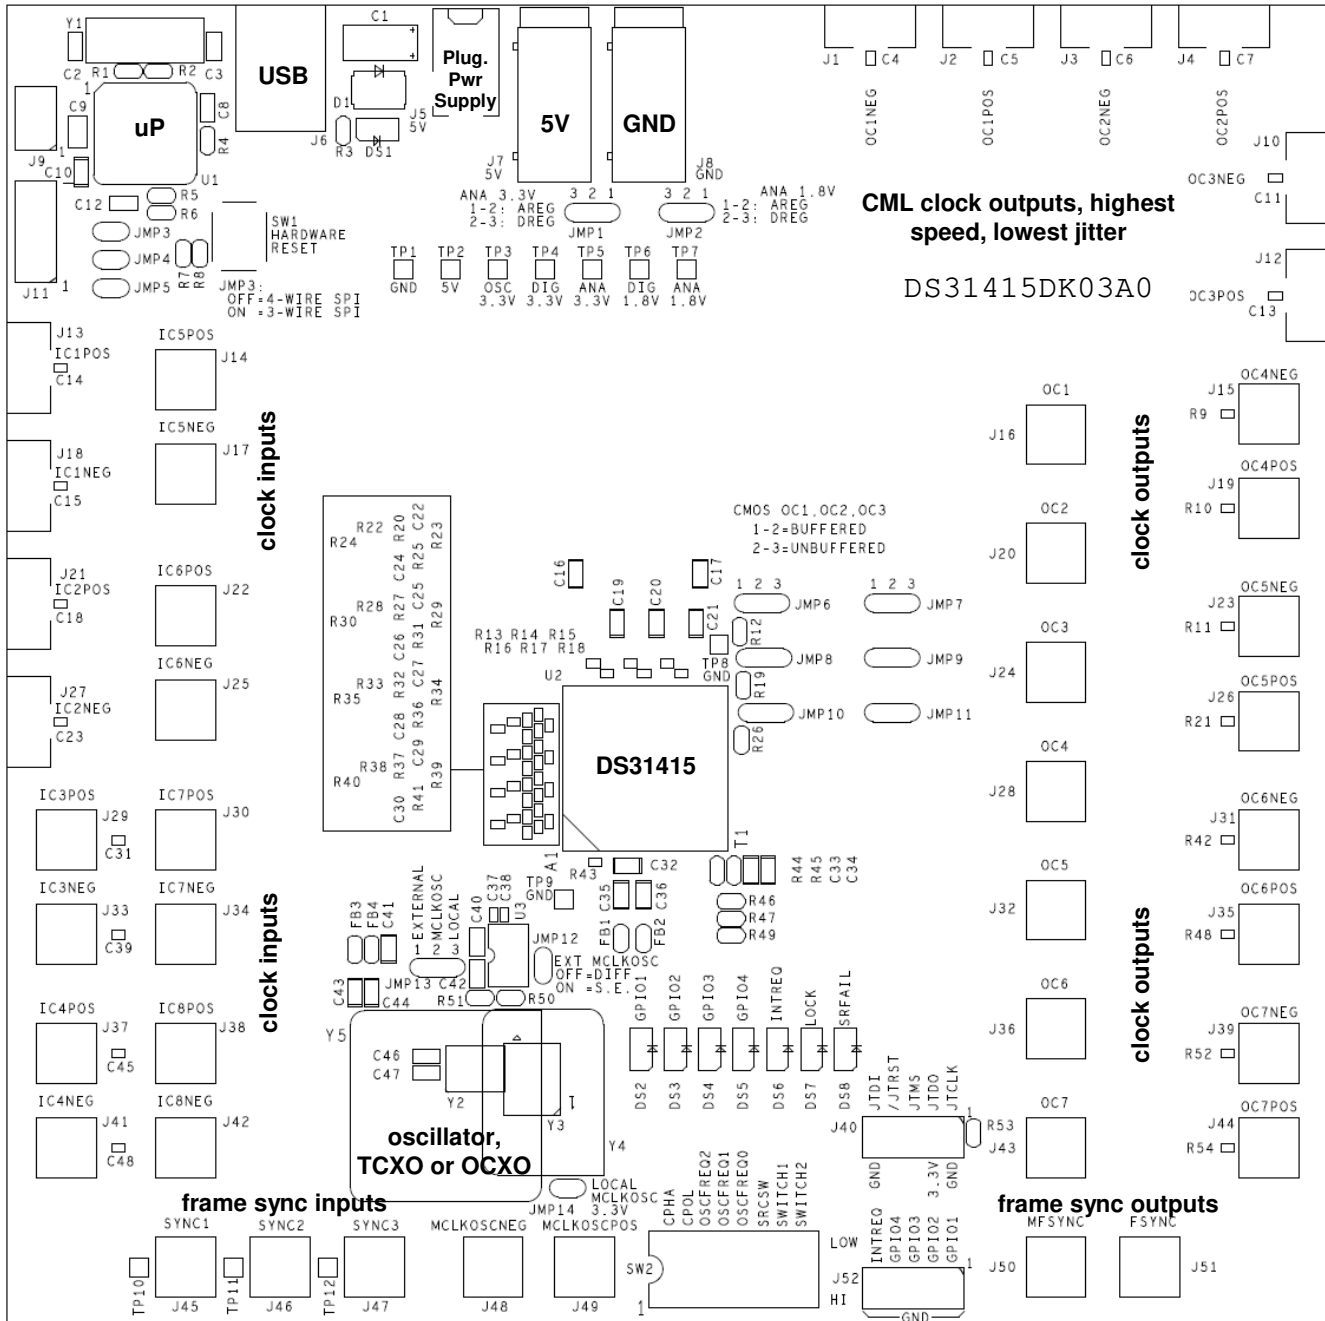 Y1
C1
C2
R1
R2
C3
USB
Plug.
Pwr
Supply
J1
C4
J2
C5
J3
C6
J4
C7
OC1NEG
OC1POS
OC2NEG
OC2POS
1
C9
uP
C8
R4
J9
1
C10
U1
D1
J5
5V
J6
R3
DS1
5V
GND
J7
5V
J8
GND
J10
OC3NEG
C11
C12
R5
R6
JMP3
JMP4
JMP5
R7
R8
SW1
HARDWARE
RESET
JMP3:
OFF=4-WIRE SPI
ON =3-WIRE SPI
J11
1
ANA 3.3V
1-2: AREG
2-3: DREG
3 2 1
JMP1
3 2 1
JMP2
ANA 1.8V
1-2: AREG
2-3: DREG
TP1
GND
TP2
5V
TP3
OSC
3.3V
TP4
DIG
3.3V
TP5
ANA
3.3V
TP6
DIG
1.8V
TP7
ANA
1.8V
CML clock outputs, highest
speed, lowest jitter
DS31415DK03A0
J12
OC3POS
C13
J13
IC1POS
C14
IC5POS
J14
J18
IC1NEG
C15
IC5NEG
J17
clock inputs
J21
IC2POS
C18
IC6POS
J22
J27
IC2NEG
C23
IC6NEG
J25
R22
R24
R20
C22
R23
C24
R25
R28
R30
R27
C25
R29
C26
R31
R33
R35
R32
C27
R34
C28
R36
R38
R40
R37
C29
R39
C30
R41
C16
C17
C19
C20
C21
R13 R14 R15
R16 R17 R18
U2
TP8
GND
DS31415
A1
T1
CMOS OC1,OC2,OC3
1-2=BUFFERED
2-3=UNBUFFERED
1 2 3
JMP6
1 2 3
JMP7
R12
JMP8
JMP9
R19
JMP10
JMP11
R26
OC1
J16
OC2
J20
OC3
J24
OC4
J28
OC5
J32
OC6
J36
OC7
J43
clock outputs
OC4NEG
J15
R9
OC4POS
J19
R10
OC5NEG
J23
R11
OC5POS
J26
R21
OC6NEG
J31
R42
OC6POS
J35
R48
OC7NEG
J39
R52
OC7POS
J44
R54
clock outputs
IC3POS
J29
C31
IC7POS
J30
IC3NEG
J33
C39
IC7NEG
J34
clock inputs
IC4POS
J37
C45
IC8POS
J38
IC4NEG
J41
C48
IC8NEG
J42
FB3
FB4
C41
EXTERNAL
MCLKOSC
LOCAL
1 2 3
JMP13
C40
C42
C37
C38
U3
TP9
GND
R43
C32
C35
C36
FB1
FB2
R44
R45
C33
C34
R46
R47
R49
JMP12
EXT MCLKOSC
OFF=DIFF
ON =S.E.
C43
C44
R51
R50
Y5
C46
C47
Y2
1
Y3
Y4
oscillator,
TCXO or OCXO
GPIO1
GPIO2
GPIO3
GPIO4
INTREQ
LOCK
SRFAIL
DS2
DS3
DS4
DS5
DS6
DS7
DS8
JTDI
/JTRST
JTMS
JTDO
JTCLK
1
J40
R53
GND
3.3V
GND
frame sync inputs
SYNC1
TP10
J45
SYNC2
TP11
J46
SYNC3
TP12
J47
MCLKOSCNEG
J48
MCLKOSCPOS
J49
JMP14
LOCAL
MCLKOSC
3.3V
CPHA
CPOL
OSCFREQ2
OSCFREQ1
OSCFREQ0
SRCSW
SWITCH1
SWITCH2
SW2
1
LOW
HI
INTREQ
GPIO4
GPIO3
GPIO2
GPIO1
1
J52
GND
frame sync outputs
MFSYNC
J50
FSYNC
J51